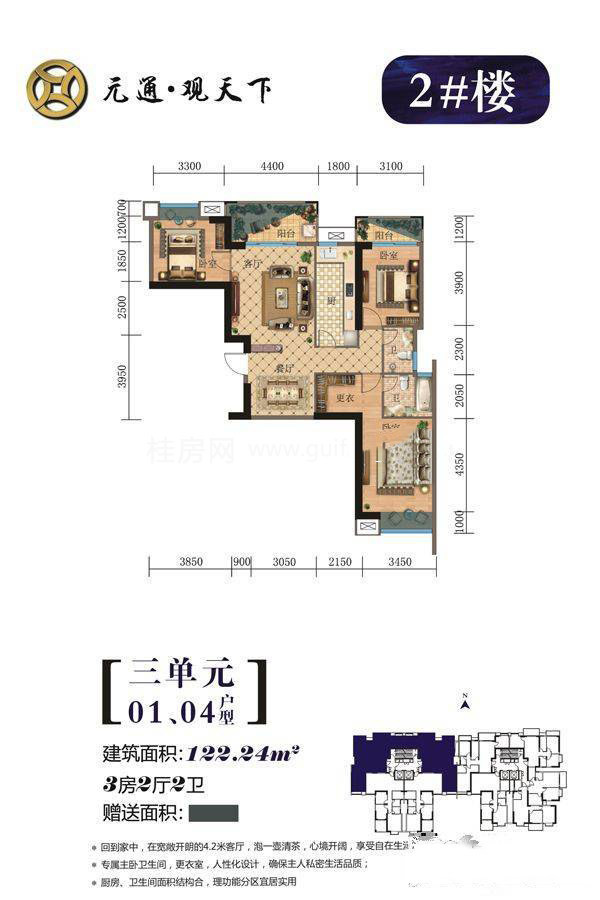 元通·观天下
2#楼
3300 4400 1800 3100
700
1200
1850
2500
3950
1200
3900
2300
2050
4350
1000
阳台
阳台
卧室
客厅
厨
卧室
卫
餐厅
更衣
卫
桂房网
3850 900 3050 2150 3450
三单元
01、04户型
建筑面积:122.24m²
3房2厅2卫
赠送面积:
N
回到家中，在宽敞开朗的4.2米客厅，泡一壶清茶，心境开阔，享受自在生
专属主卧卫生间，更衣室，人性化设计，确保主人私密生活品质；
厨房、卫生间面积结构合，理功能分区宜居实用